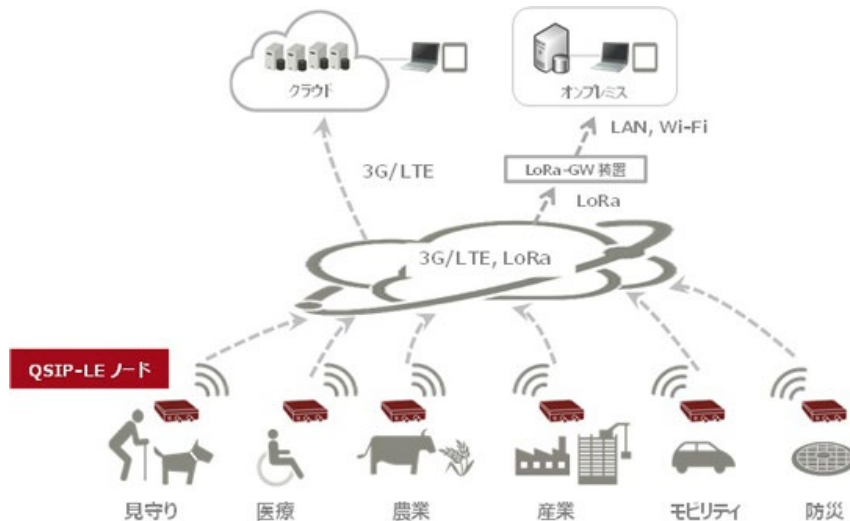 クラウド
オンプレミス
LAN, Wi-Fi
3G/LTE
LoRa-GW 装置
LoRa
3G/LTE, LoRa
QSIP-LE ノード
見守り
医療
農業
産業
モビリティ
防災